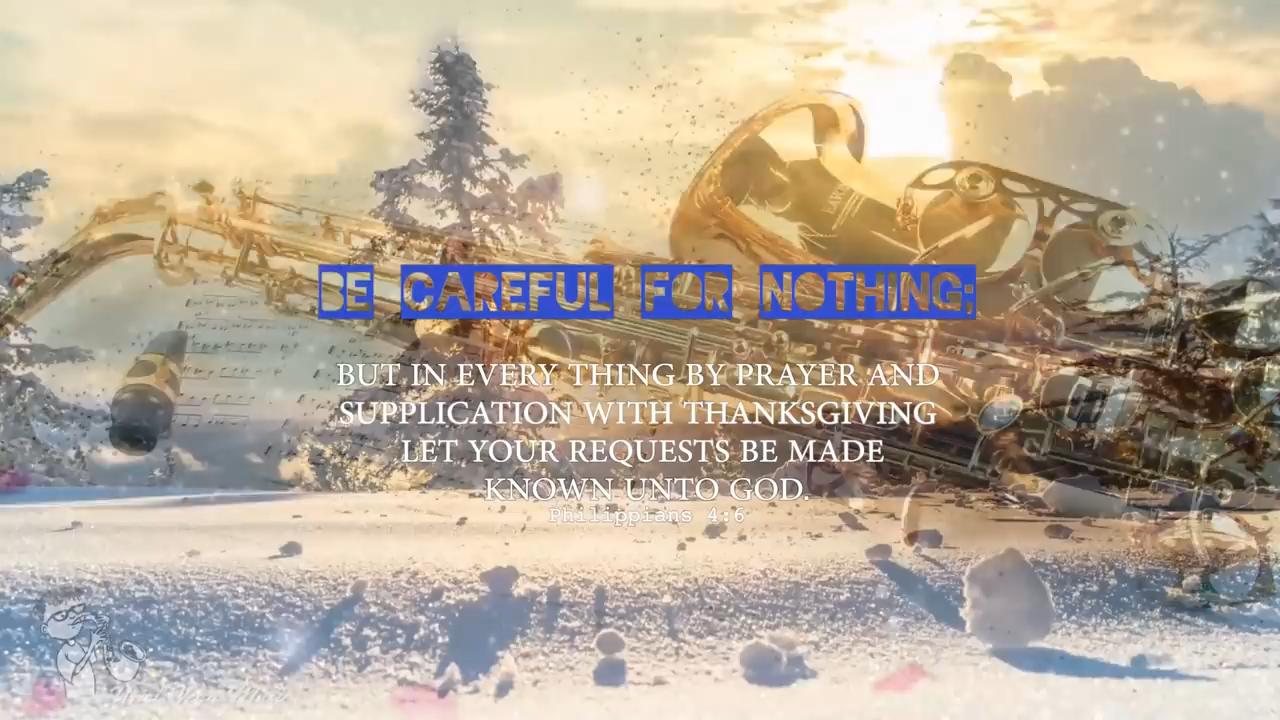 BE CAREFUL FOR NOTHING;
BUT IN EVERY THING BY PRAYER AND
SUPPLICATION WITH THANKSGIVING
LET YOUR REQUESTS BE MADE
KNOWN UNTO GOD.
Philippians 4:6